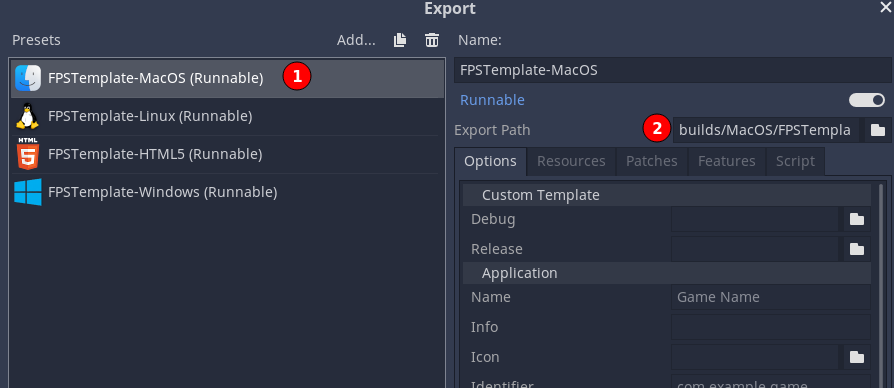 Export
Presets
Add...
Name:
FPSTemplate-MacOS (Runnable)
1
FPSTemplate-Linux (Runnable)
HTML
5
FPSTemplate-HTML5 (Runnable)
FPSTemplate-Windows (Runnable)
FPSTemplate-MacOS
Runnable
Export Path
2
builds/MacOS/FPSTempla
Options Resources Patches Features Script
Custom Template
Debug
Release
Application
Name
Game Name
Info
Icon
Identifier
com.example.game